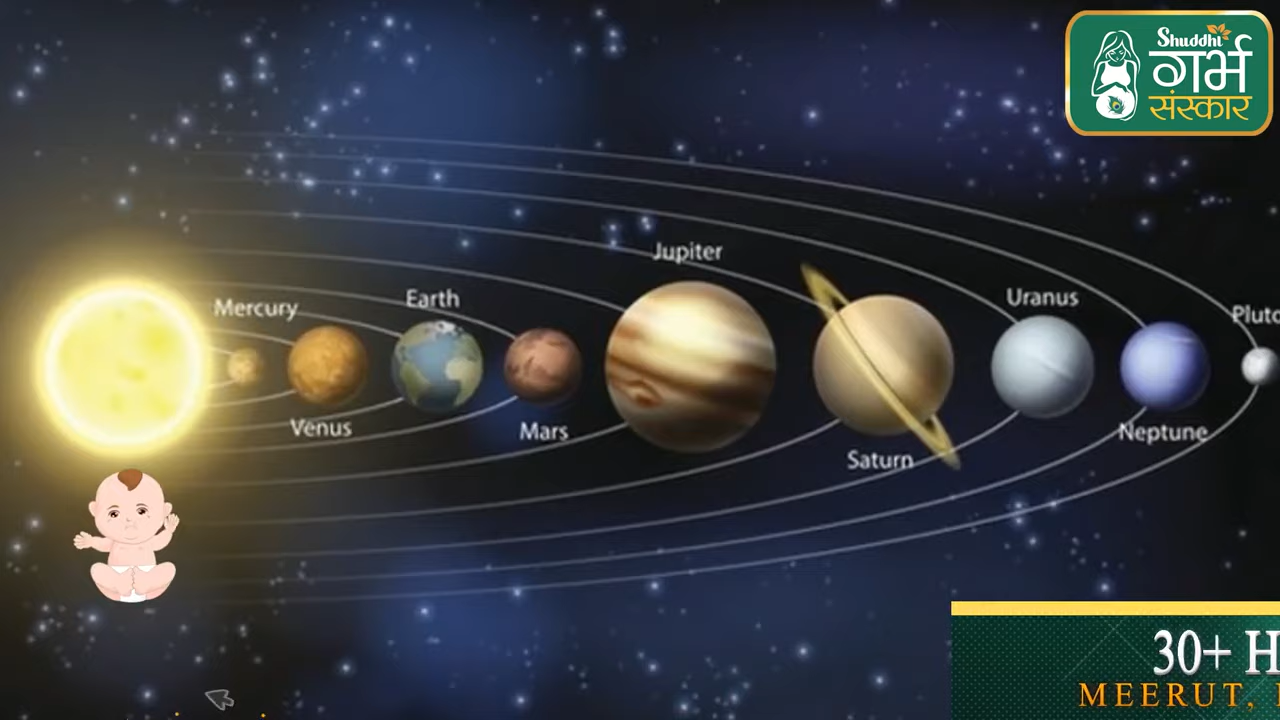 Shuddhi
गर्भ
संस्कार
Jupiter
Mercury
Earth
Uranus
Pluto
Venus
Mars
Saturn
Neptune
30+ H
MEERUT,